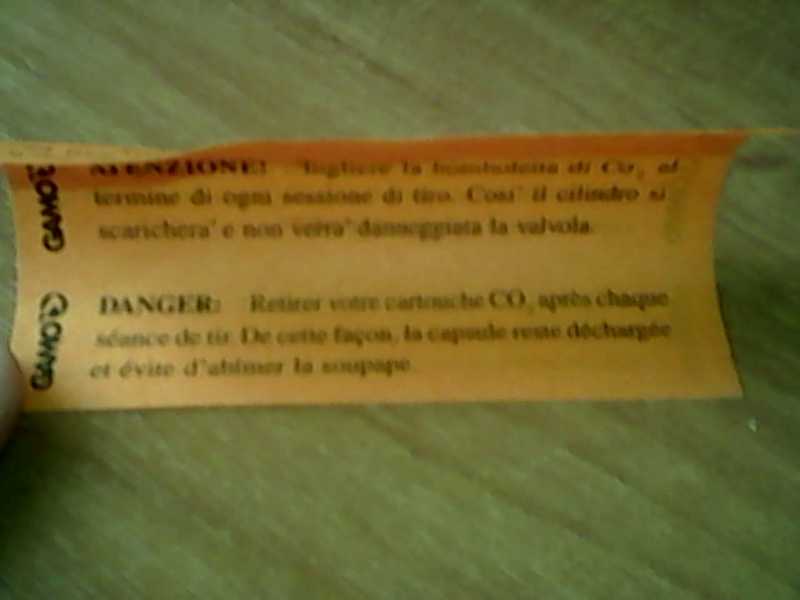 ATENZIONE: Togliere la bomboletta di Co2 al
termine di ogni sessione di tiro. Cosi' il cilindro si
scarichera' e non verra' danneggiata la valvola.
GAMO
DANGER: Retirer votre cartouche CO2 après chaque
séance de tir. De cette façon, la capsule reste déchargée
et évite d'abîmer la soupape.
GAMO